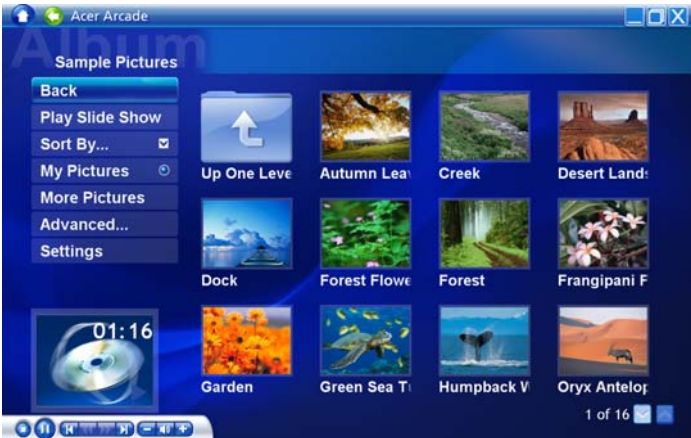 Acer Arcade
Album
Sample Pictures
Back
Play Slide Show
Sort By...
My Pictures
More Pictures
Advanced...
Settings
Up One Leve
Autumn Leav
Creek
Desert Lands
Dock
Forest Flowe
Forest
Frangipani F
Garden
Green Sea T
Humpback W
Oryx Antelop
01:16
1 of 16